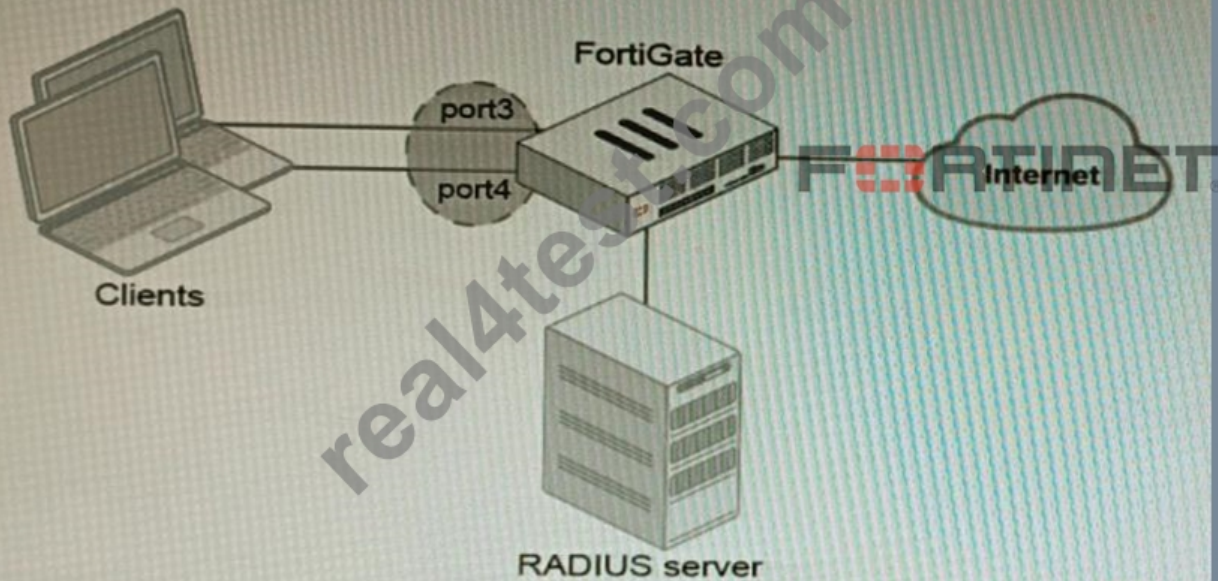 FortiGate
port3
port4
FORTINET
Internet
Clients
RADIUS server
real4test.com